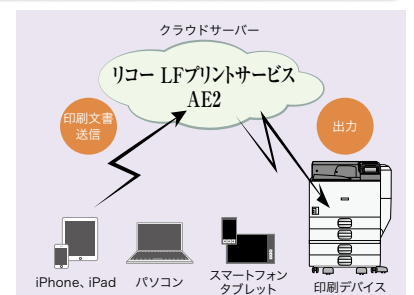 クラウドサーバー
リコー LFプリントサービス
AE2
印刷文書
送信
出力
iPhone、iPad
パソコン
スマートフォン
タブレット
印刷デバイス